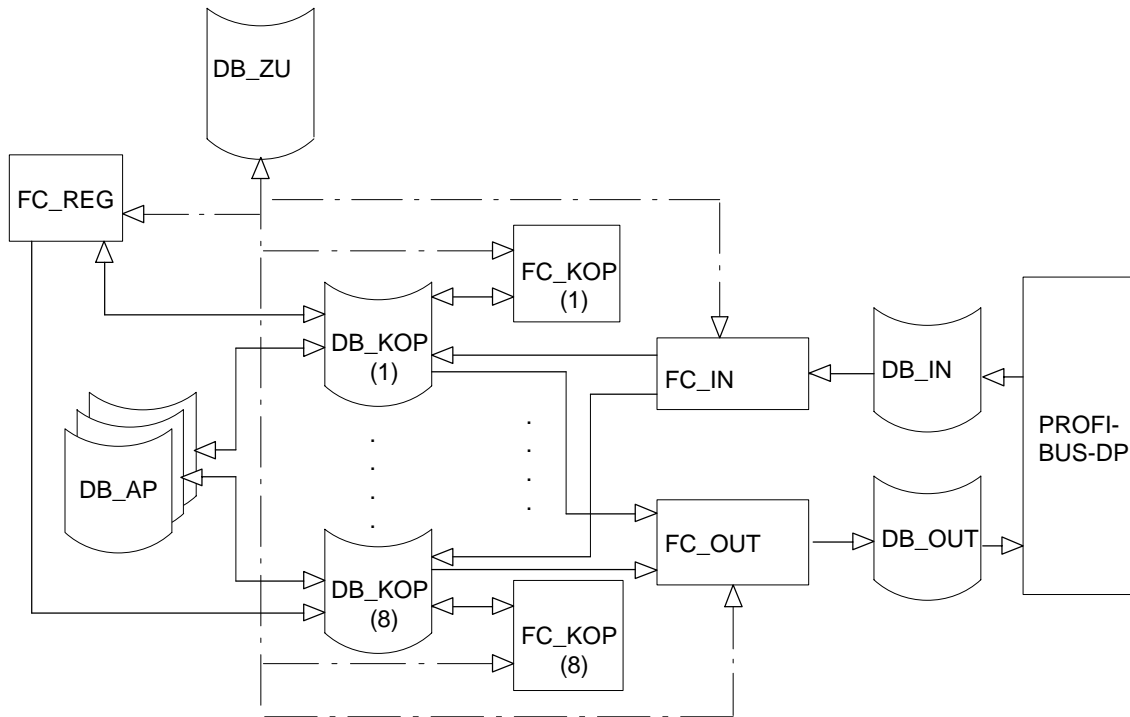 DB_ZU
FC_REG
FC_KOP
(1)
DB_KOP
(1)
FC_IN
DB_IN
PROFI-
BUS-DP
DB_AP
FC_OUT
DB_OUT
DB_KOP
(8)
FC_KOP
(8)